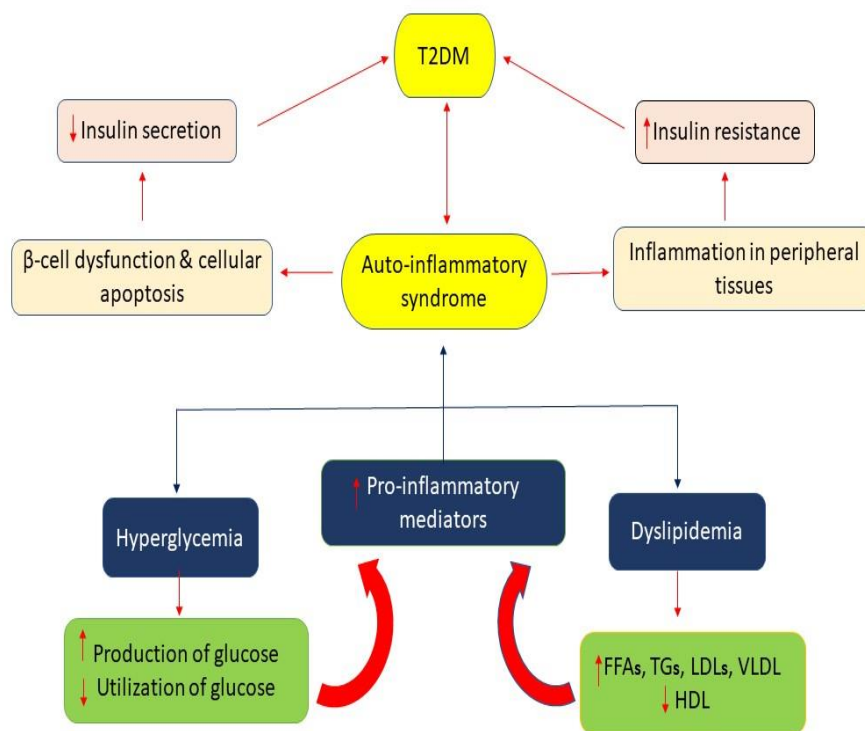 T2DM
↓ Insulin secretion
↑ Insulin resistance
β-cell dysfunction & cellular
apoptosis
Auto-inflammatory
syndrome
Inflammation in peripheral
tissues
Hyperglycemia
↑ Pro-inflammatory
mediators
Dyslipidemia
↑ Production of glucose
↓ Utilization of glucose
↑FFAs, TGs, LDLs, VLDL
↓ HDL